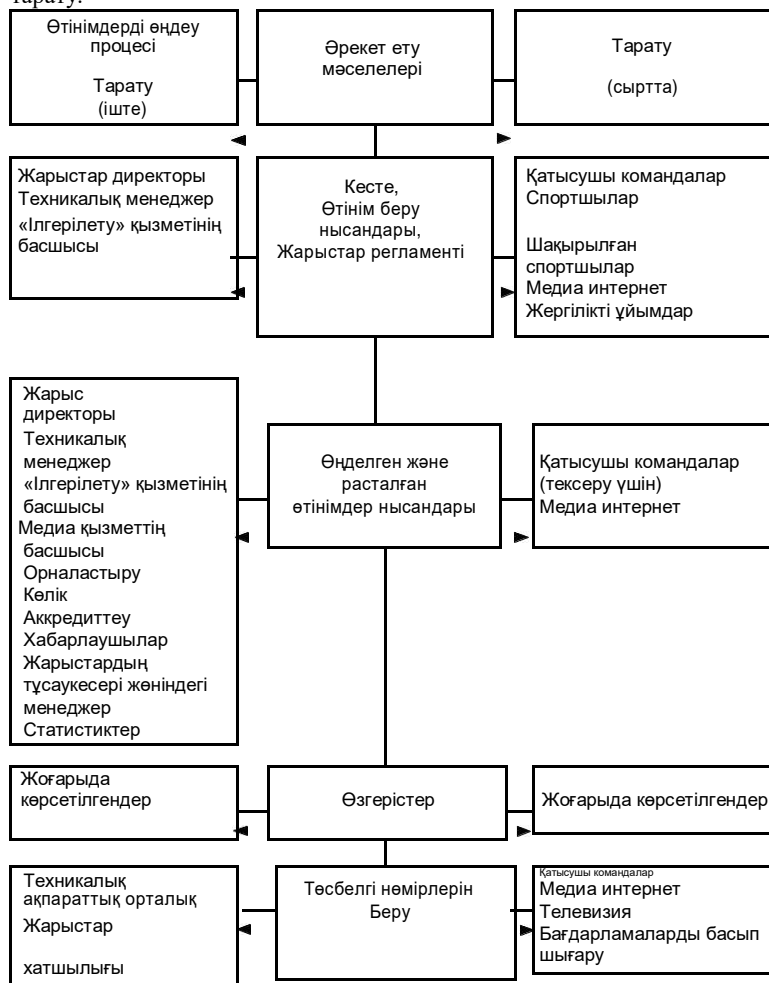 тарату.
Өтінімдерді өңдеу
процесі
Тарату
(іште)
Әрекет ету
мәселелері
Тарату
(сыртта)
Жарыстар директоры
Техникалық менеджер
«Ілгерілету» қызметінің
басшысы
Кесте,
Өтінім беру
нысандары,
Жарыстар регламенті
Қатысушы командалар
Спортшылар
Шақырылған
спортшылар
Медиа интернет
Жергілікті ұйымдар
Жарыс
директоры
Техникалық
менеджер
«Ілгерілету» қызметінің
басшысы
Медиа қызметтің
басшысы
Орналастыру
Көлік
Аккредиттеу
Хабарлаушылар
Жарыстардың
тұсаукесері жөніндегі
менеджер
Статистиктер
Өңделген және
расталған
өтінімдер нысандары
Қатысушы командалар
(тексеру үшін)
Медиа интернет
Жоғарыда
көрсетілгендер
Өзгерістер
Жоғарыда көрсетілгендер
Техникалық
ақпараттық орталық
Жарыстар
хатшылығы
Төсбелгі нөмірлерін
Беру
Қатысушы командалар
Медиа интернет
Телевизия
Бағдарламаларды басып
шығару